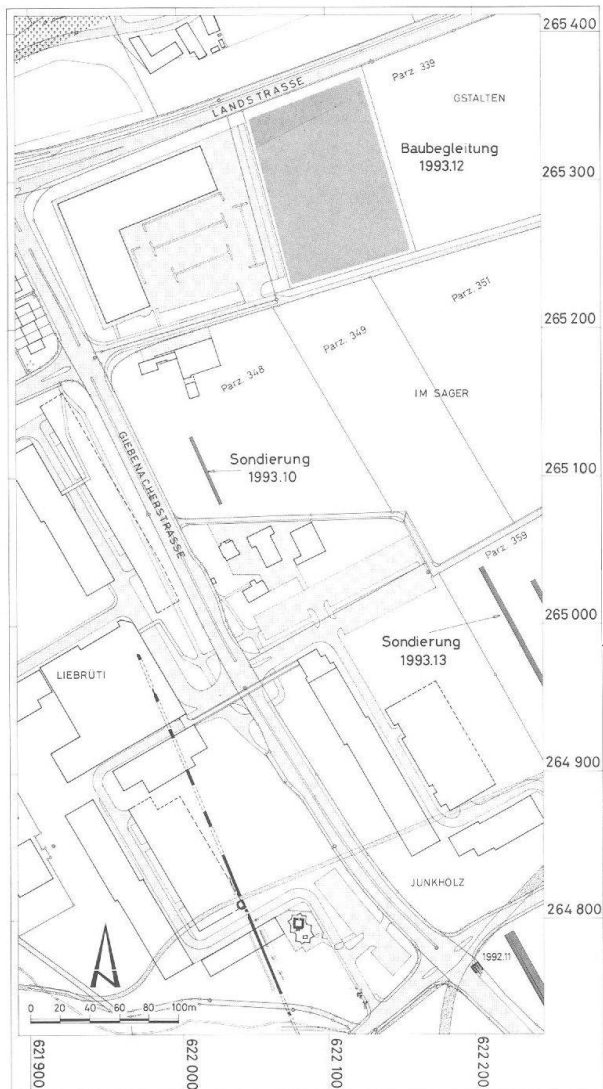 265 400
Parz. 339
GSTALTEN
LANDSTRASSE
Baubegleitung
1993.12
265 300
Parz. 351
265 200
Parz. 349
Parz. 348
IM SAGER
GIEBENACHERSTRASSE
Sondierung
1993.10
265 100
Parz. 359
265 000
Sondierung
1993.13
LIEBRÜTI
264 900
JUNKHOLZ
264 800
1992.11
N
0 20 40 60 80 100m
621 900
622 000
622 100
622 200